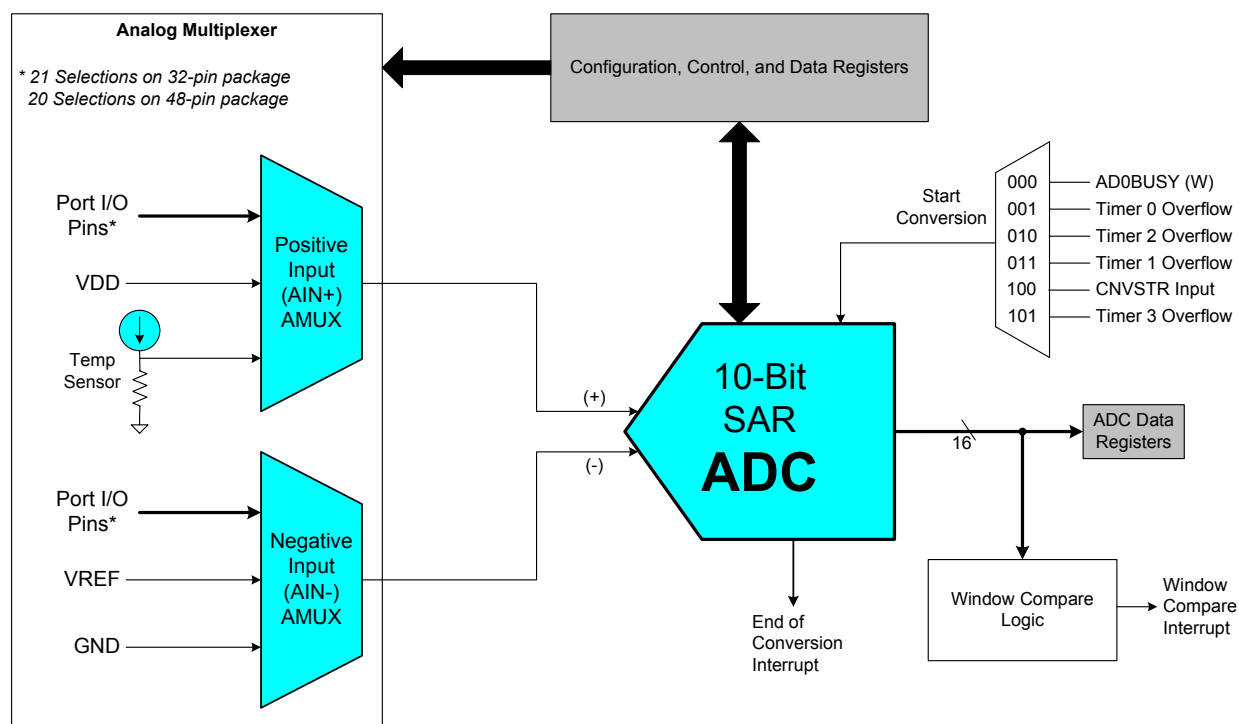 Analog Multiplexer
* 21 Selections on 32-pin package
20 Selections on 48-pin package
Configuration, Control, and Data Registers
Port I/O
Pins*
VDD
Temp
Sensor
Positive
Input
(AIN+)
AMUX
Start
Conversion
000 AD0BUSY (W)
001 Timer 0 Overflow
010 Timer 2 Overflow
011 Timer 1 Overflow
100 CNVSTR Input
101 Timer 3 Overflow
(+)
(-)
10-Bit
SAR
ADC
16
ADC Data
Registers
Port I/O
Pins*
VREF
GND
Negative
Input
(AIN-)
AMUX
End of
Conversion
Interrupt
Window Compare
Logic
Window
Compare
Interrupt